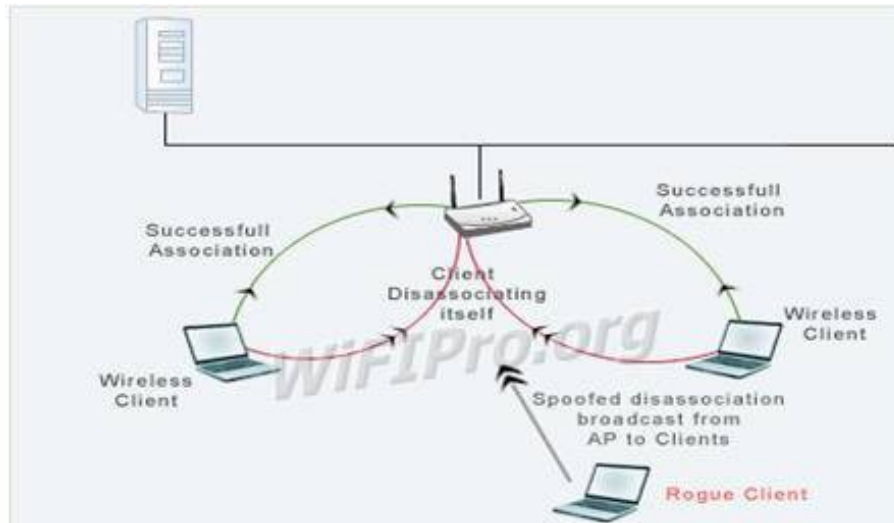 Successfull
Association
Successfull
Association
Client
Disassociating
itself
Wireless
Client
Wireless
Client
WiFIPro.org
Spoofed disassociation
broadcast from
AP to Clients
Rogue Client